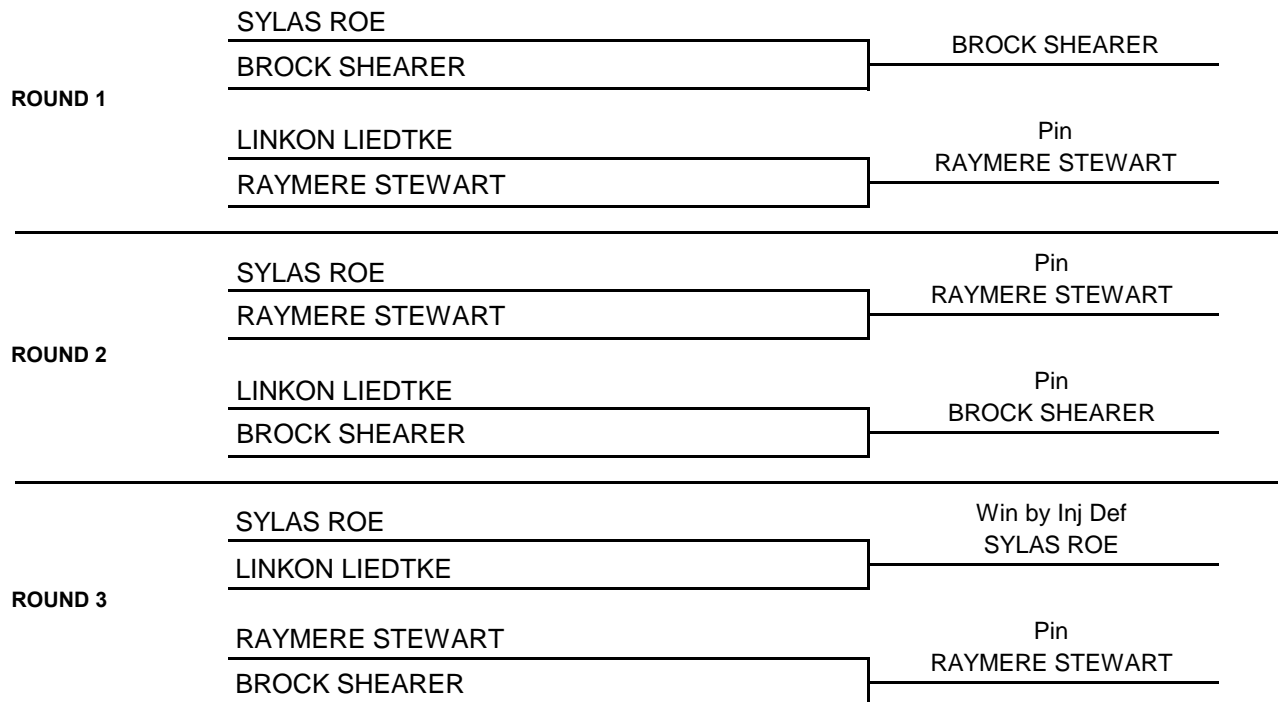 SYLAS ROE
BROCK SHEARER
BROCK SHEARER
ROUND 1
LINKON LIEDTKE
Pin
RAYMERE STEWART
RAYMERE STEWART
SYLAS ROE
Pin
RAYMERE STEWART
RAYMERE STEWART
ROUND 2
LINKON LIEDTKE
Pin
BROCK SHEARER
BROCK SHEARER
SYLAS ROE
Win by Inj Def
SYLAS ROE
LINKON LIEDTKE
ROUND 3
RAYMERE STEWART
Pin
RAYMERE STEWART
BROCK SHEARER